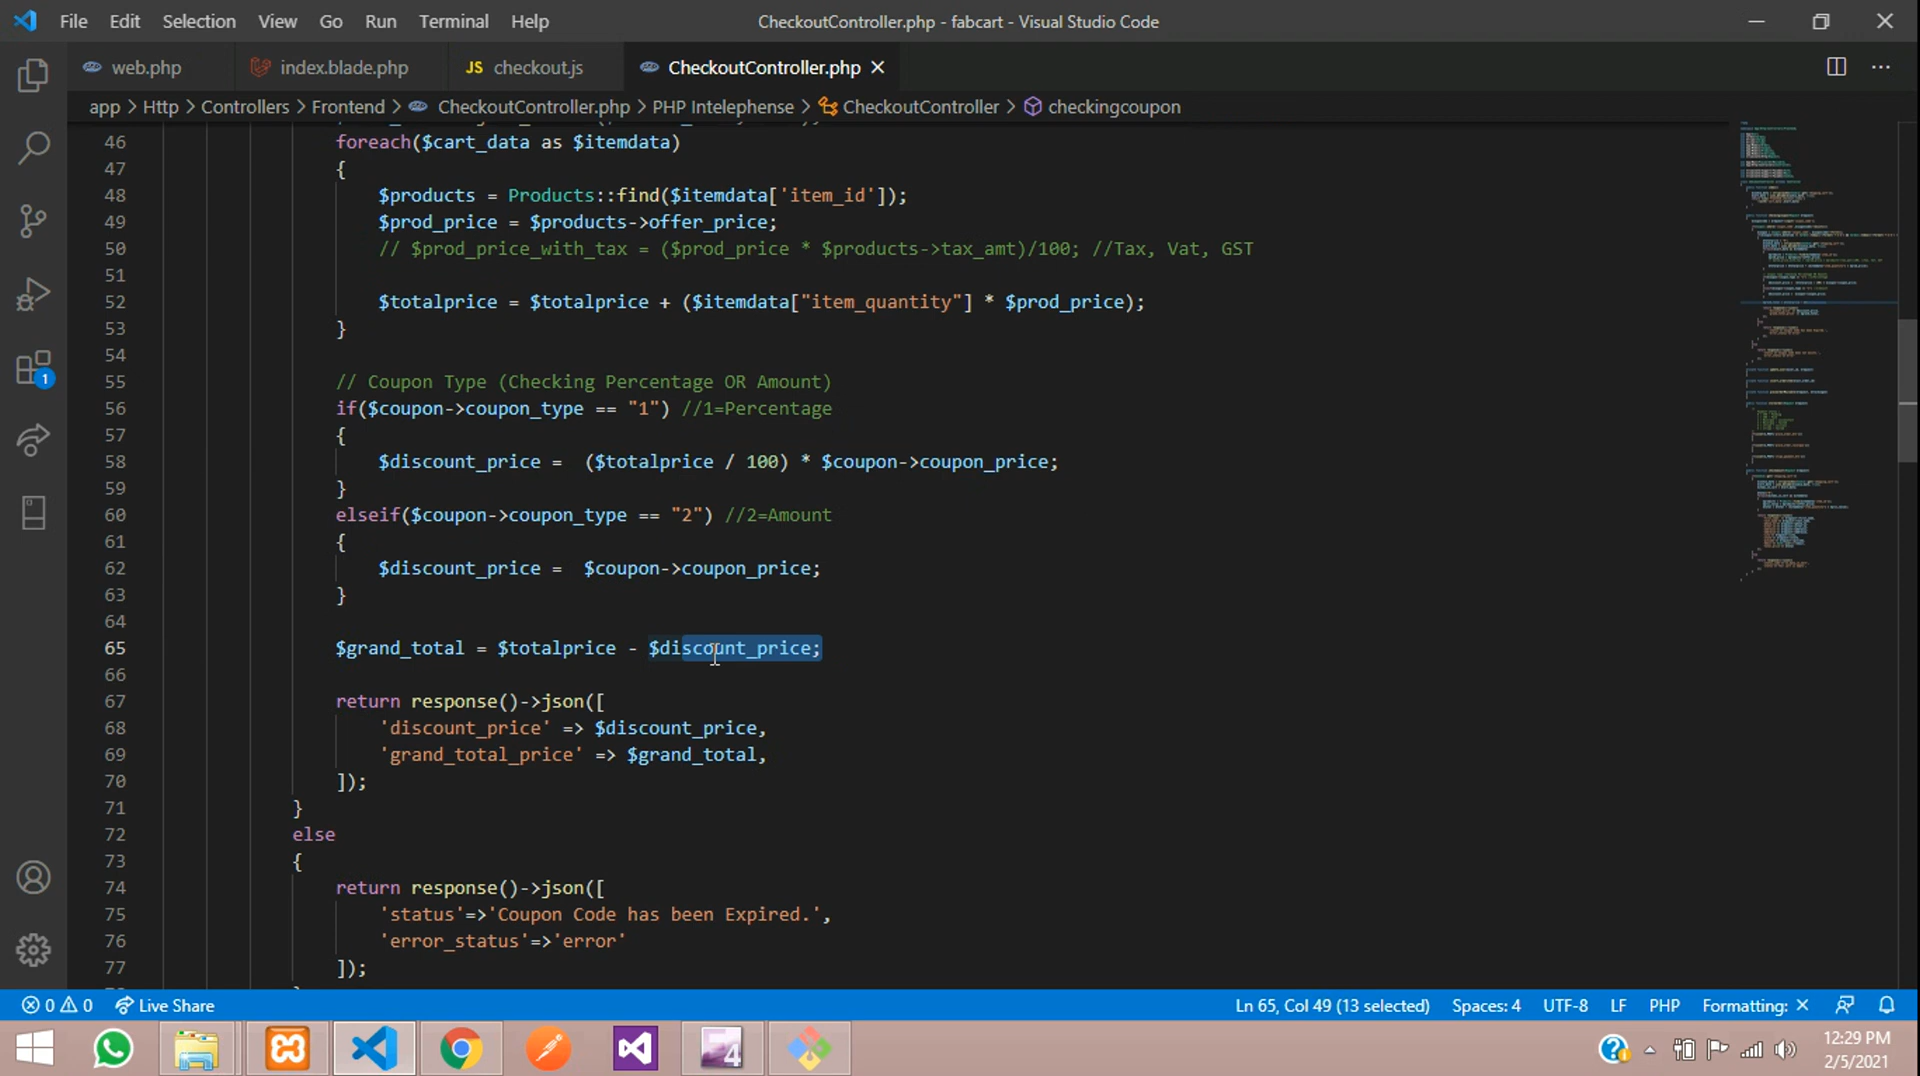 File Edit Selection View Go Run Terminal Help CheckoutController.php - fabcart - Visual Studio Code
web.php index.blade.php JS checkout.js CheckoutController.php
app > Http > Controllers > Frontend > CheckoutController.php > PHP Intelephense > CheckoutController > checkingcoupon
46 foreach($cart_data as $itemdata)
47 {
48 $products = Products::find($itemdata['item_id']);
49 $prod_price = $products->offer_price;
50 // $prod_price_with_tax = ($prod_price * $products->tax_amt)/100; //Tax, Vat, GST
51
52 $totalprice = $totalprice + ($itemdata["item_quantity"] * $prod_price);
53 }
54
55 // Coupon Type (Checking Percentage OR Amount)
56 if($coupon->coupon_type == "1") //1=Percentage
57 {
58 $discount_price =  ($totalprice / 100) * $coupon->coupon_price;
59 }
60 elseif($coupon->coupon_type == "2") //2=Amount
61 {
62 $discount_price =  $coupon->coupon_price;
63 }
64
65 $grand_total = $totalprice - $discount_price;
66
67 return response()->json([
68 'discount_price' => $discount_price,
69 'grand_total_price' => $grand_total,
70 ]);
71 }
72 else
73 {
74 return response()->json([
75 'status'=>'Coupon Code has been Expired.',
76 'error_status'=>'error'
77 ]);
1
0 0 Live Share Ln 65, Col 49 (13 selected) Spaces: 4 UTF-8 LF PHP Formatting: ×
4
12:29 PM
2/5/2021